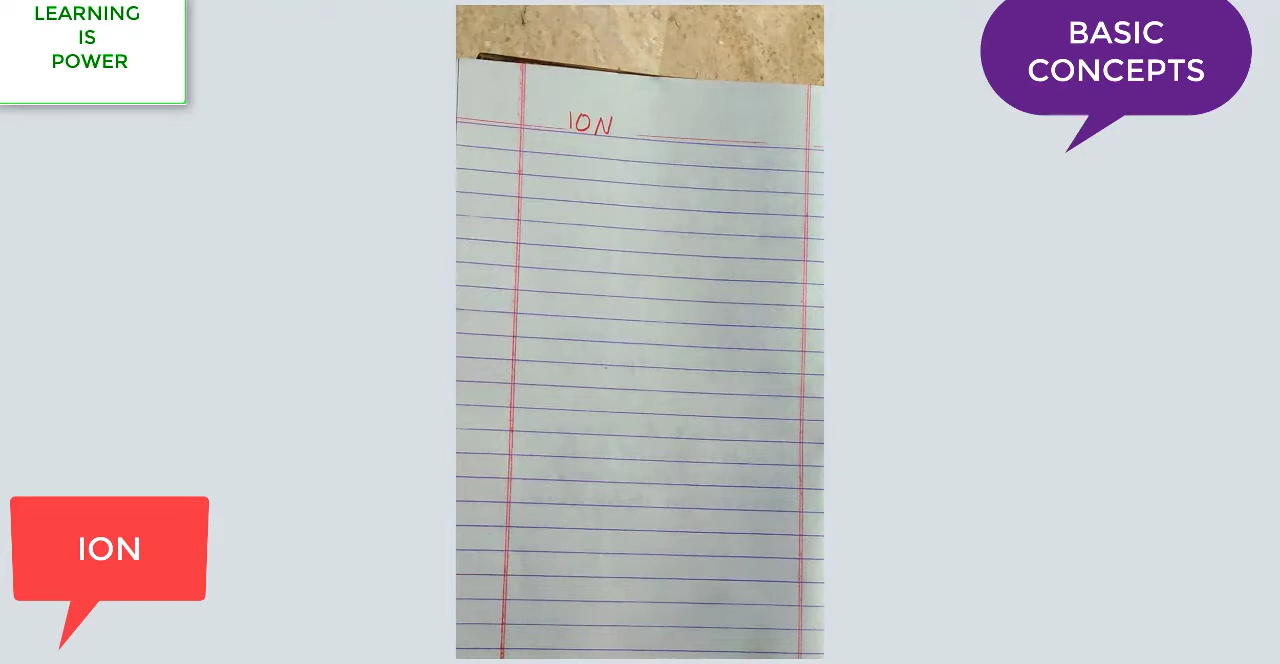 LEARNING
IS
POWER
BASIC
CONCEPTS
ION
ION